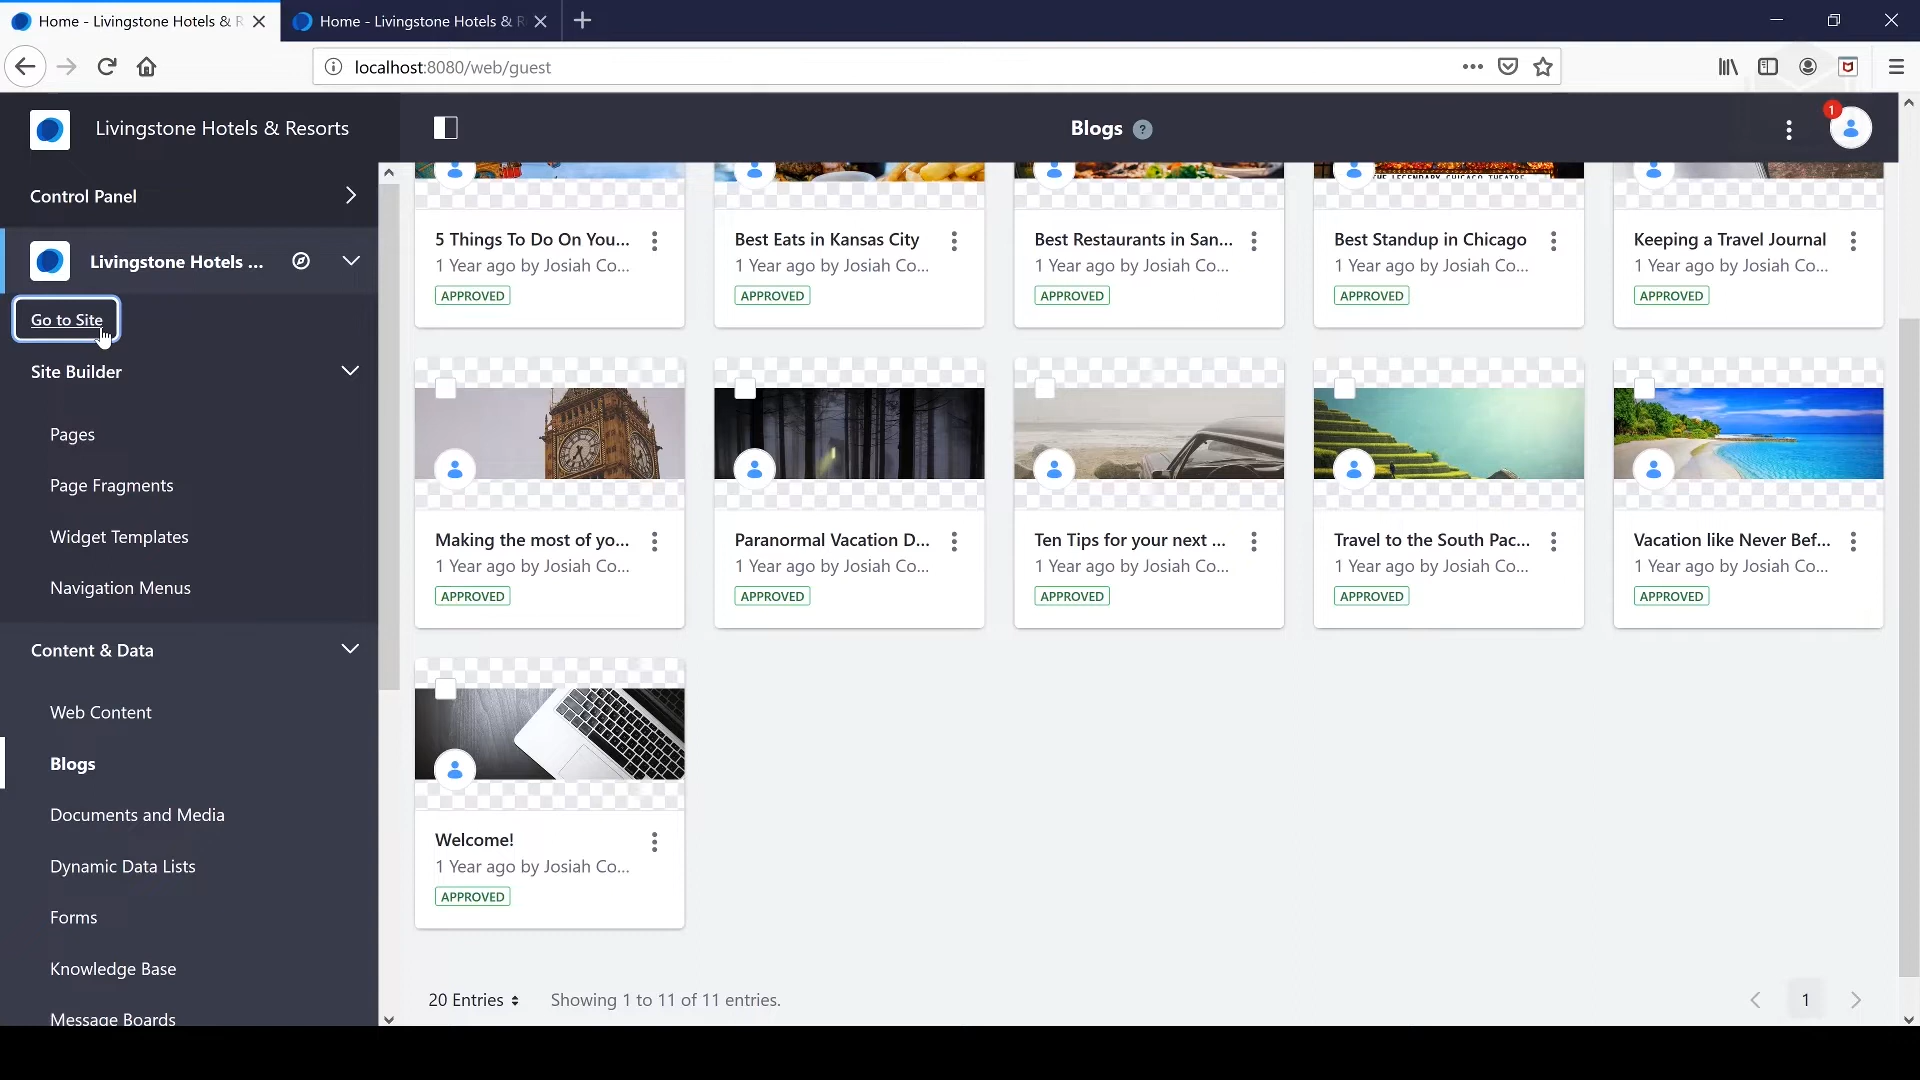 Home - Livingstone Hotels & R
Home - Livingstone Hotels & R
localhost:8080/web/guest
Livingstone Hotels & Resorts
Blogs ?
1
Control Panel
Livingstone Hotels ...
Go to Site
Site Builder
Pages
Page Fragments
Widget Templates
Navigation Menus
Content & Data
Web Content
Blogs
Documents and Media
Dynamic Data Lists
Forms
Knowledge Base
Message Boards
THE LEGENDARY CHICAGO THEATRE
5 Things To Do On You...
1 Year ago by Josiah Co...
APPROVED
Best Eats in Kansas City
1 Year ago by Josiah Co...
APPROVED
Best Restaurants in San...
1 Year ago by Josiah Co...
APPROVED
Best Standup in Chicago
1 Year ago by Josiah Co...
APPROVED
Keeping a Travel Journal
1 Year ago by Josiah Co...
APPROVED
Making the most of yo...
1 Year ago by Josiah Co...
APPROVED
Paranormal Vacation D...
1 Year ago by Josiah Co...
APPROVED
Ten Tips for your next ...
1 Year ago by Josiah Co...
APPROVED
Travel to the South Pac...
1 Year ago by Josiah Co...
APPROVED
Vacation like Never Bef...
1 Year ago by Josiah Co...
APPROVED
Welcome!
1 Year ago by Josiah Co...
APPROVED
20 Entries
Showing 1 to 11 of 11 entries.
1